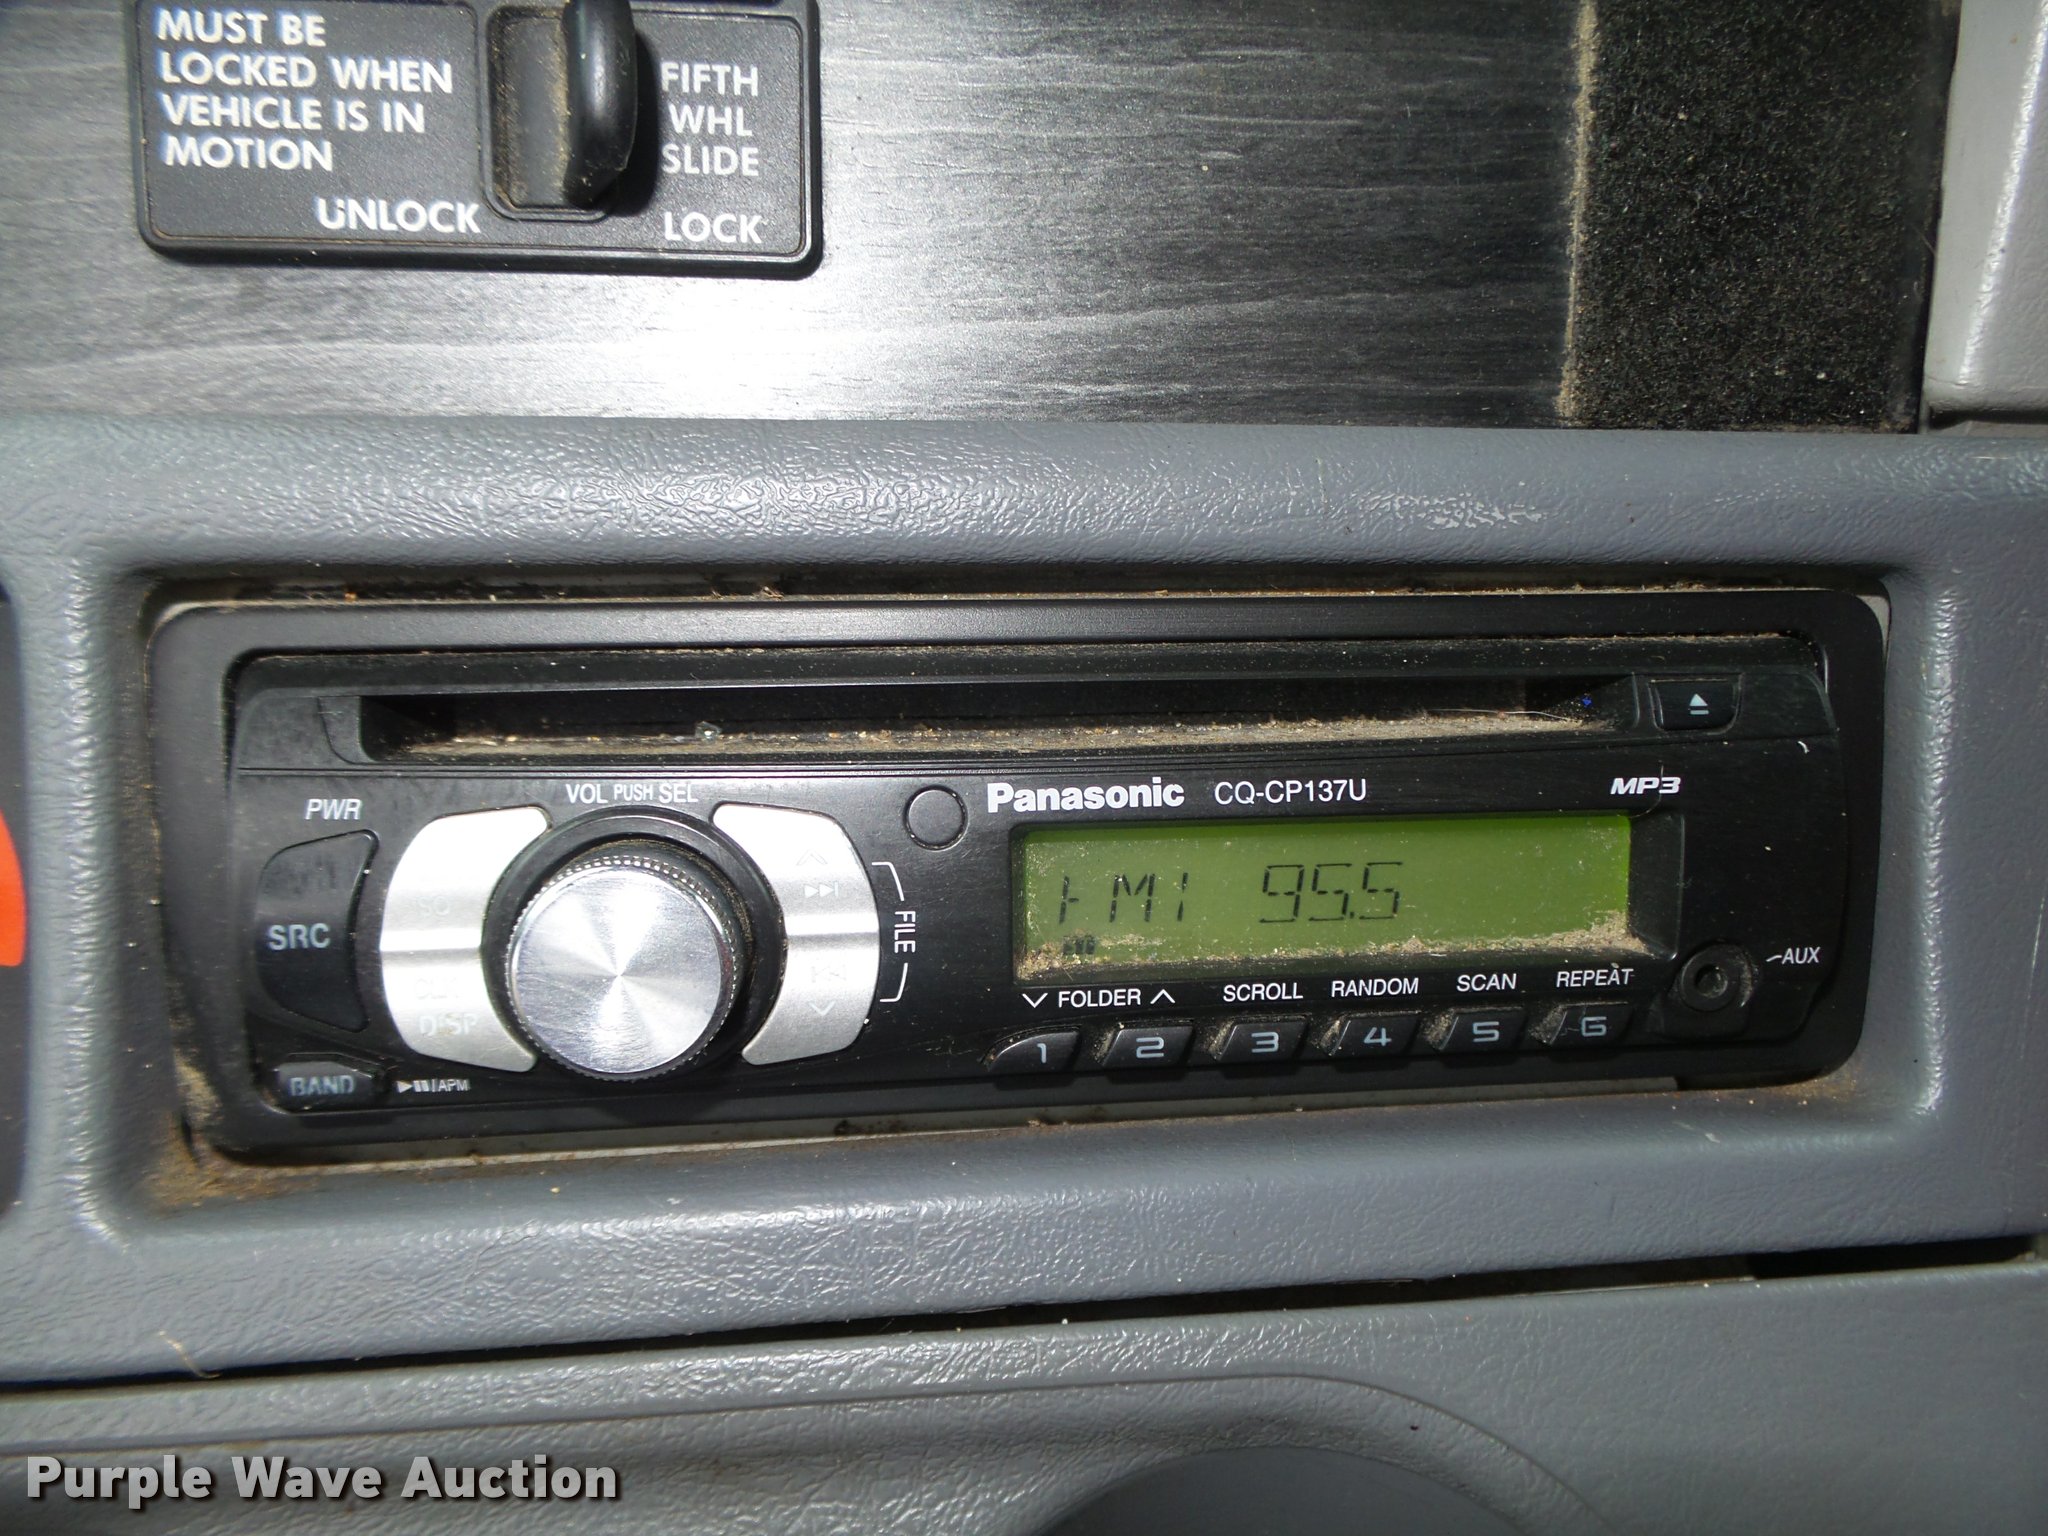 MUST BE
LOCKED WHEN
VEHICLE IS IN
MOTION
UNLOCK
FIFTH
WHL
SLIDE
LOCK
PWR
VOL PUSH SEL
Panasonic CQ-CP137U MP3
SRC
FILE
FM1 95.5
DISP
AUX
FOLDER SCROLL RANDOM SCAN REPEAT
1 2 3 4 5 6
BAND /APM
Purple Wave Auction